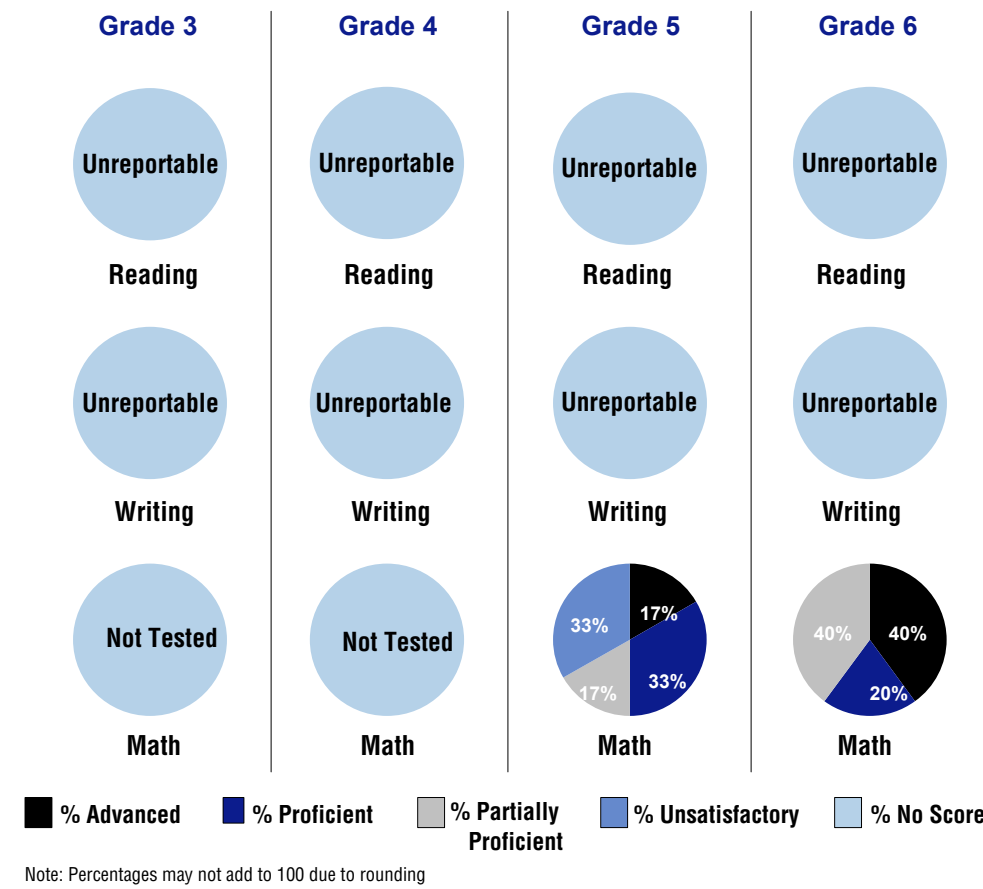 Grade 3
Grade 4
Grade 5
Grade 6
Unreportable
Unreportable
Unreportable
Unreportable
Reading
Reading
Reading
Reading
Unreportable
Unreportable
Unreportable
Unreportable
Writing
Writing
Writing
Writing
Not Tested
Not Tested
17%
33%
17%
33%
40%
20%
40%
Math
Math
Math
Math
% Advanced
% Proficient
% Partially
Proficient
% Unsatisfactory
% No Score
Note: Percentages may not add to 100 due to rounding